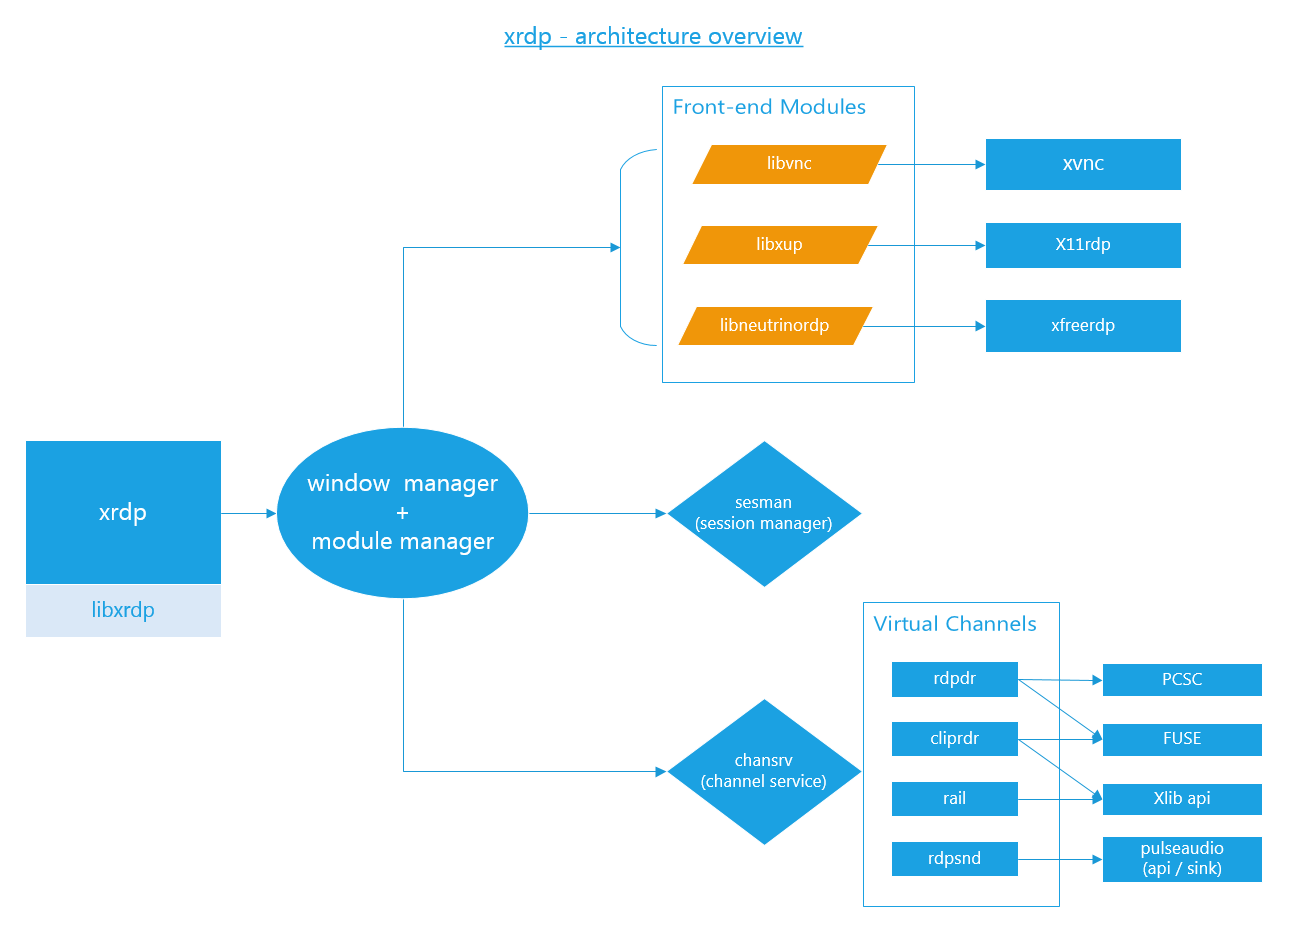 xrdp - architecture overview
Front-end Modules
libvnc
xvnc
libxup
X11rdp
libneutrinordp
xfreerdp
xrdp
libxrdp
window manager
+
module manager
sesman
(session manager)
chansrv
(channel service)
Virtual Channels
rdpdr
PCSC
cliprdr
FUSE
rail
Xlib api
rdpsnd
pulseaudio
(api / sink)